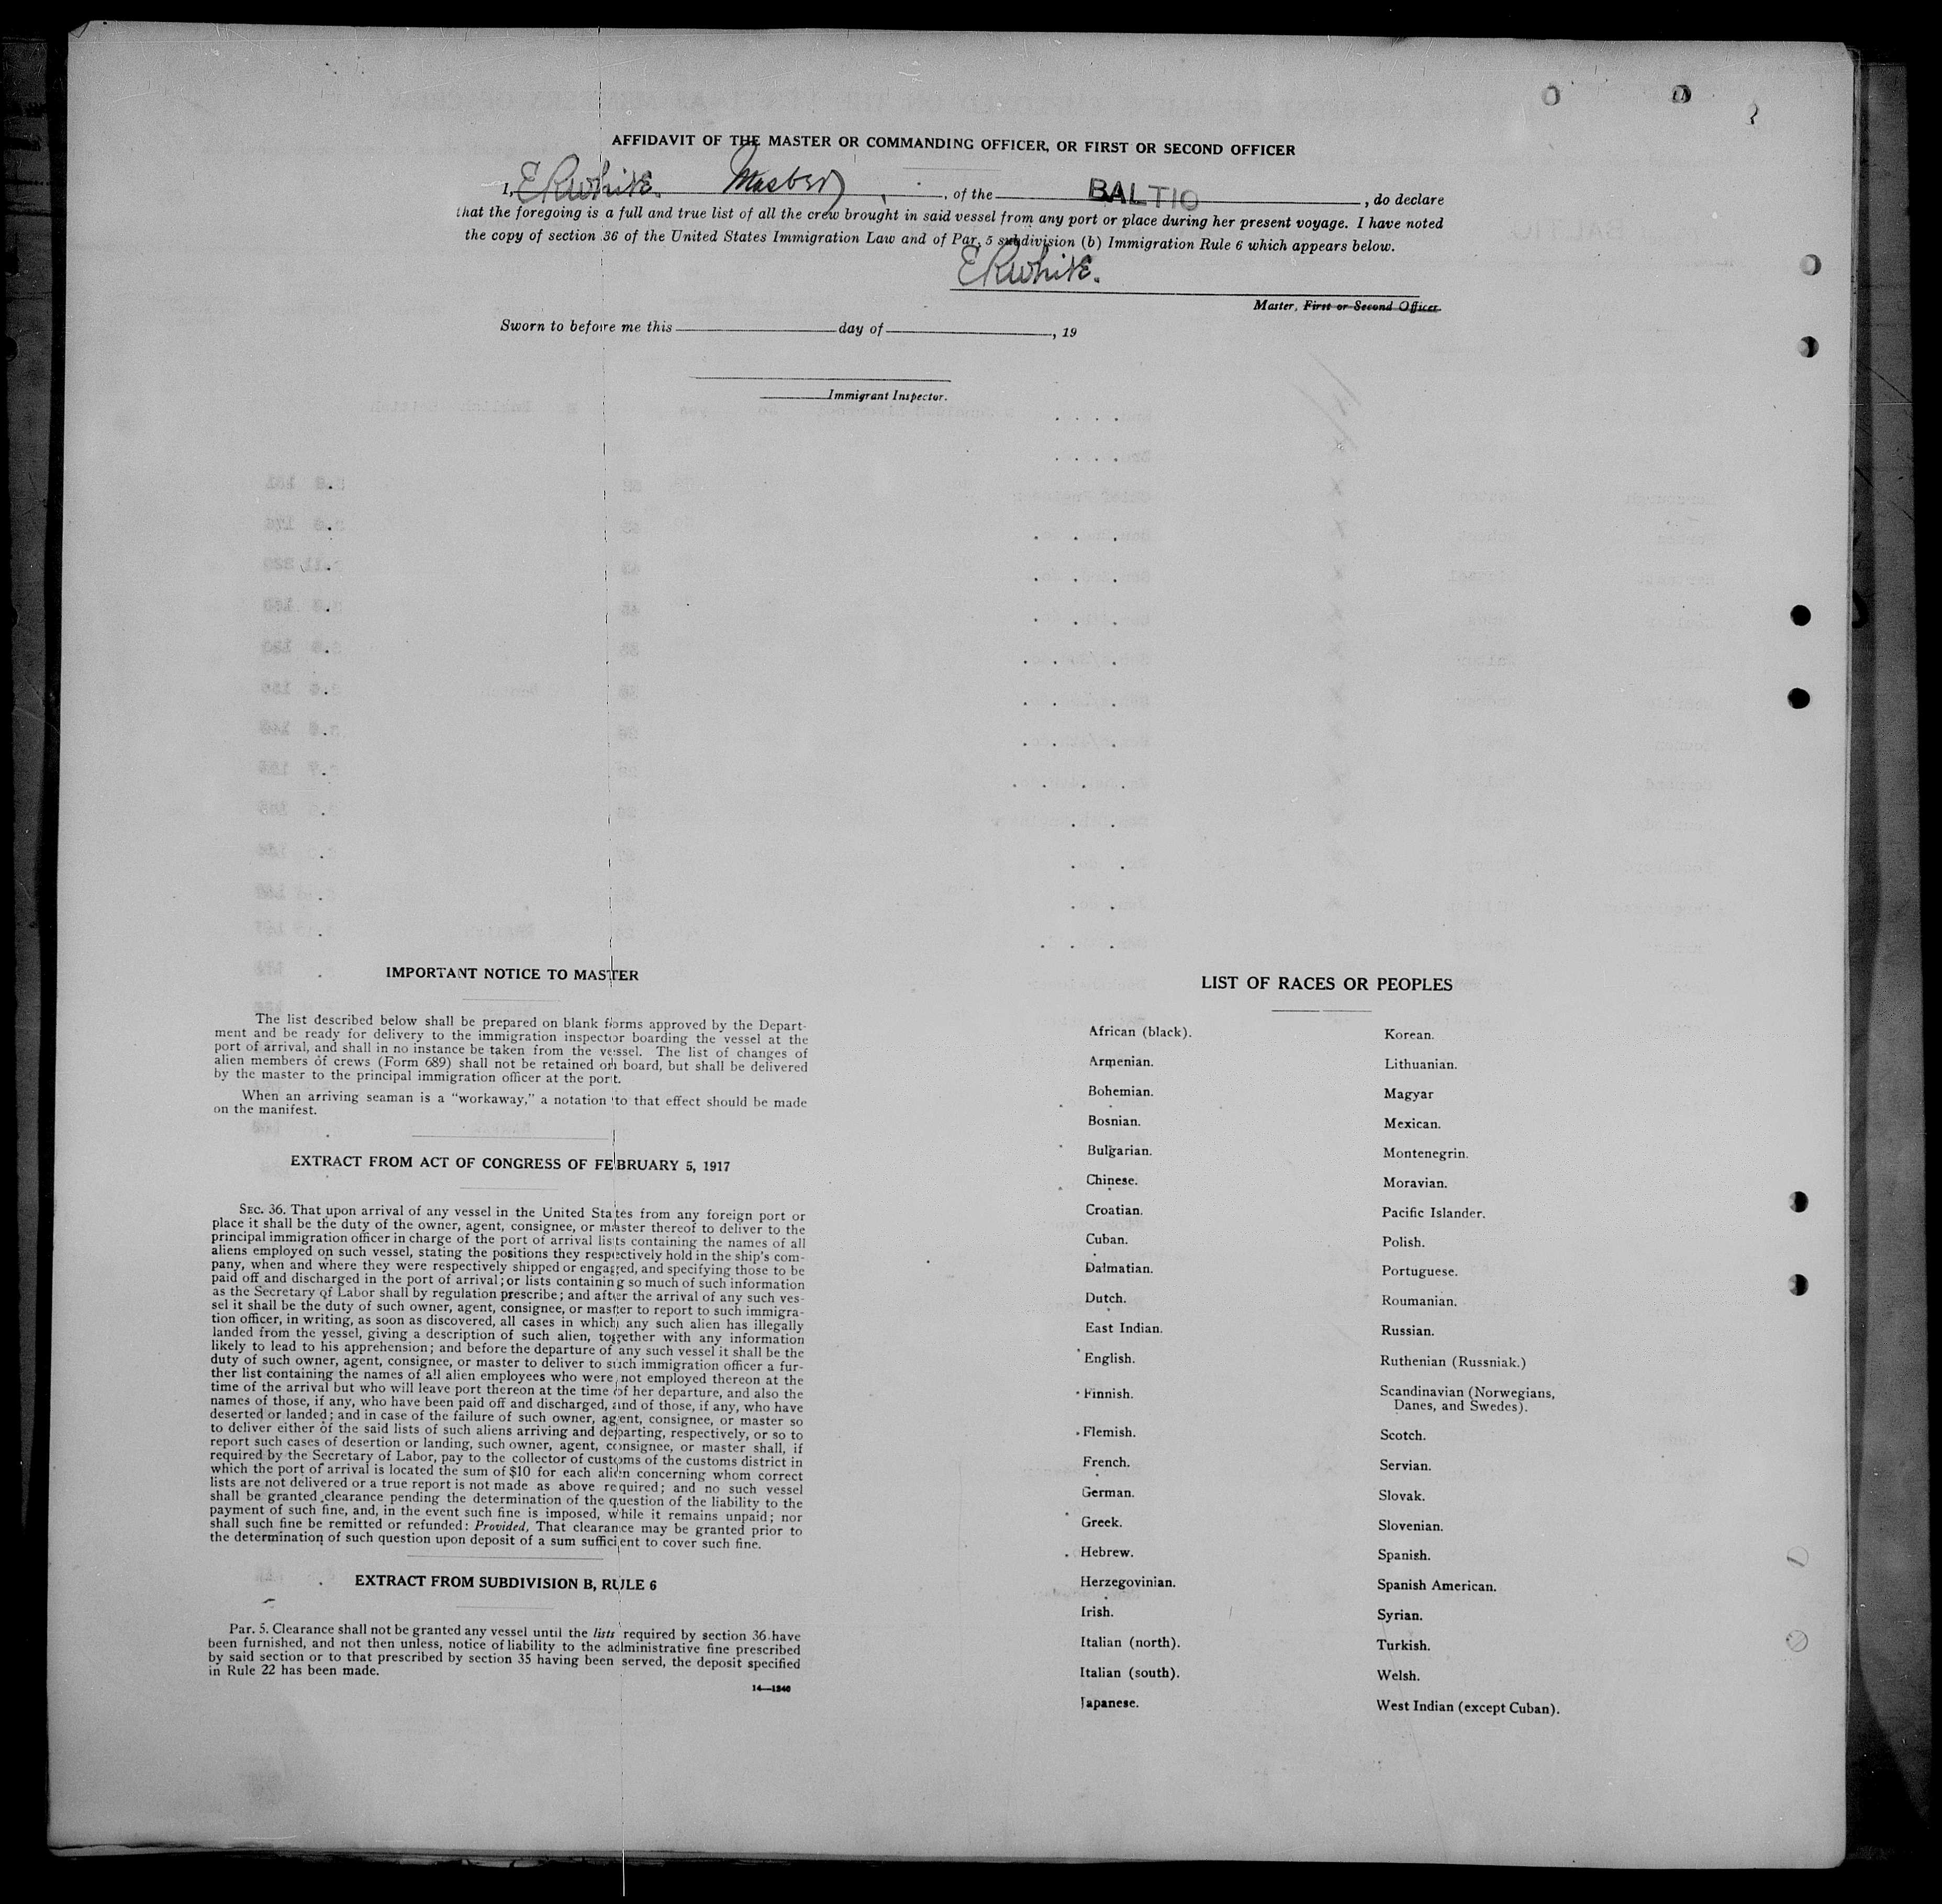 AFFIDAVIT OF THE MASTER OR COMMANDING OFFICER, OR FIRST OR SECOND OFFICER
I, E R White. Master, of the BALTIC, do declare
that the foregoing is a full and true list of all the crew brought in said vessel from any port or place during her present voyage. I have noted
the copy of section 36 of the United States Immigration Law and of Par. 5 subdivision (b) Immigration Rule 6 which appears below.
E R White.
Master, First or Second Officer
Sworn to before me this day of , 19
Immigrant Inspector.
IMPORTANT NOTICE TO MASTER
The list described below shall be prepared on blank forms approved by the Depart-
ment and be ready for delivery to the immigration inspector boarding the vessel at the
port of arrival, and shall in no instance be taken from the vessel. The list of changes of
alien members of crews (Form 689) shall not be retained on board, but shall be delivered
by the master to the principal immigration officer at the port.
When an arriving seaman is a "workaway," a notation to that effect should be made
on the manifest.
EXTRACT FROM ACT OF CONGRESS OF FEBRUARY 5, 1917
SEC. 36. That upon arrival of any vessel in the United States from any foreign port or
place it shall be the duty of the owner, agent, consignee, or master thereof to deliver to the
principal immigration officer in charge of the port of arrival lists containing the names of all
aliens employed on such vessel, stating the positions they respectively hold in the ship's com-
pany, when and where they were respectively shipped or engaged, and specifying those to be
paid off and discharged in the port of arrival; or lists containing so much of such information
as the Secretary of Labor shall by regulation prescribe; and after the arrival of any such ves-
sel it shall be the duty of such owner, agent, consignee, or master to report to such immigra-
tion officer, in writing, as soon as discovered, all cases in which any such alien has illegally
landed from the vessel, giving a description of such alien, together with any information
likely to lead to his apprehension; and before the departure of any such vessel it shall be the
duty of such owner, agent, consignee, or master to deliver to such immigration officer a fur-
ther list containing the names of all alien employees who were not employed thereon at the
time of the arrival but who will leave port thereon at the time of her departure, and also the
names of those, if any, who have been paid off and discharged, and of those, if any, who have
deserted or landed; and in case of the failure of such owner, agent, consignee, or master so
to deliver either of the said lists of such aliens arriving and departing, respectively, or so to
report such cases of desertion or landing, such owner, agent, consignee, or master shall, if
required by the Secretary of Labor, pay to the collector of customs of the customs district in
which the port of arrival is located the sum of $10 for each alien concerning whom correct
lists are not delivered or a true report is not made as above required; and no such vessel
shall be granted clearance pending the determination of the question of the liability to the
payment of such fine, and, in the event such fine is imposed, while it remains unpaid; nor
shall such fine be remitted or refunded: Provided, That clearance may be granted prior to
the determination of such question upon deposit of a sum sufficient to cover such fine.
EXTRACT FROM SUBDIVISION B, RULE 6
Par. 5. Clearance shall not be granted any vessel until the lists required by section 36 have
been furnished, and not then unless, notice of liability to the administrative fine prescribed
by said section or to that prescribed by section 35 having been served, the deposit specified
in Rule 22 has been made.
14—1240
LIST OF RACES OR PEOPLES
African (black).
Armenian.
Bohemian.
Bosnian.
Bulgarian.
Chinese.
Croatian.
Cuban.
Dalmatian.
Dutch.
East Indian.
English.
Finnish.
Flemish.
French.
German.
Greek.
Hebrew.
Herzegovinian.
Irish.
Italian (north).
Italian (south).
Japanese.
Korean.
Lithuanian.
Magyar
Mexican.
Montenegrin.
Moravian.
Pacific Islander.
Polish.
Portuguese.
Roumanian.
Russian.
Ruthenian (Russniak.)
Scandinavian (Norwegians,
Danes, and Swedes).
Scotch.
Servian.
Slovak.
Slovenian.
Spanish.
Spanish American.
Syrian.
Turkish.
Welsh.
West Indian (except Cuban).